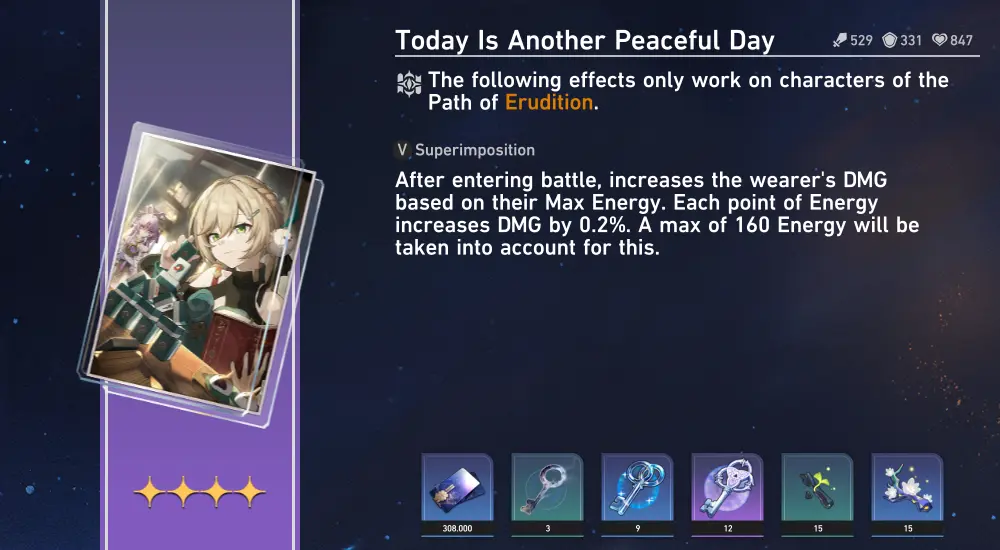 Today Is Another Peaceful Day
529 331 847
The following effects only work on characters of the
Path of Erudition.
V Superimposition
After entering battle, increases the wearer's DMG
based on their Max Energy. Each point of Energy
increases DMG by 0.2%. A max of 160 Energy will be
taken into account for this.
308.000 3 9 12 15 15